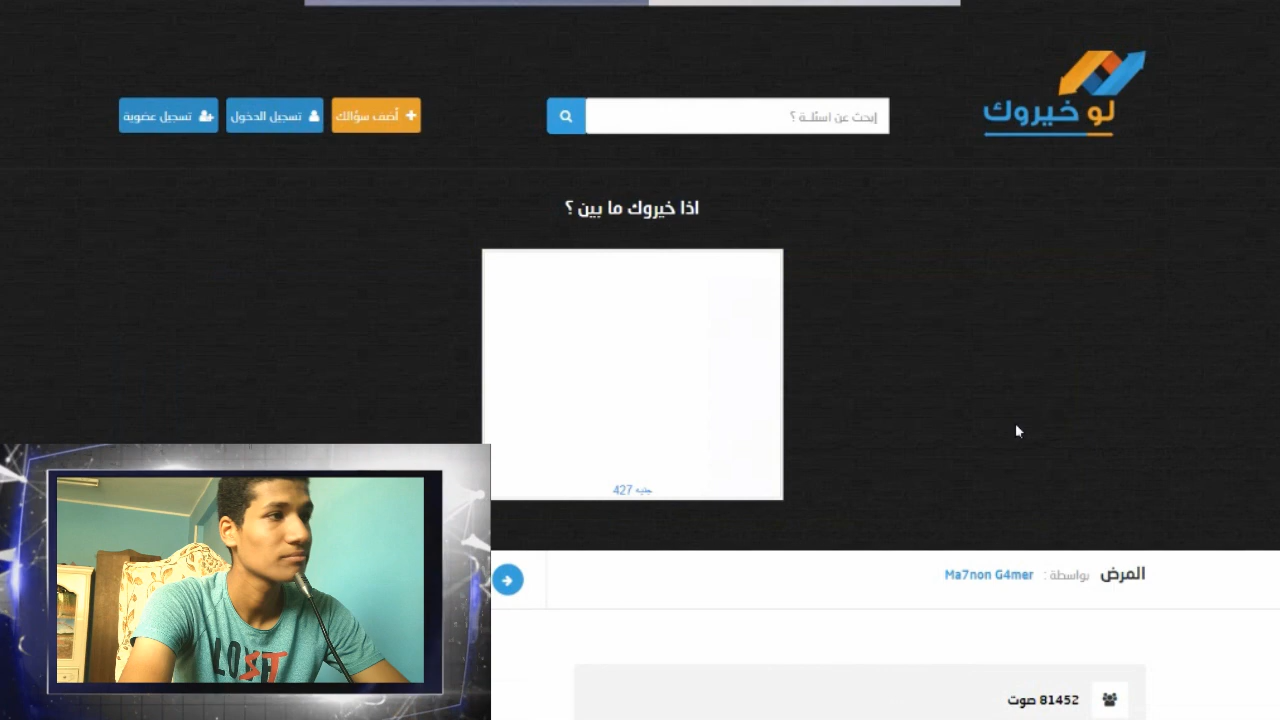 لو خيروك
إبحث عن اسئلـة ؟
أضف سؤالك
تسجيل الدخول
تسجيل عضوية
اذا خيروك ما بين ؟
جنيه 427
المرض بواسطة : Ma7non G4mer
81452 صوت
LOST